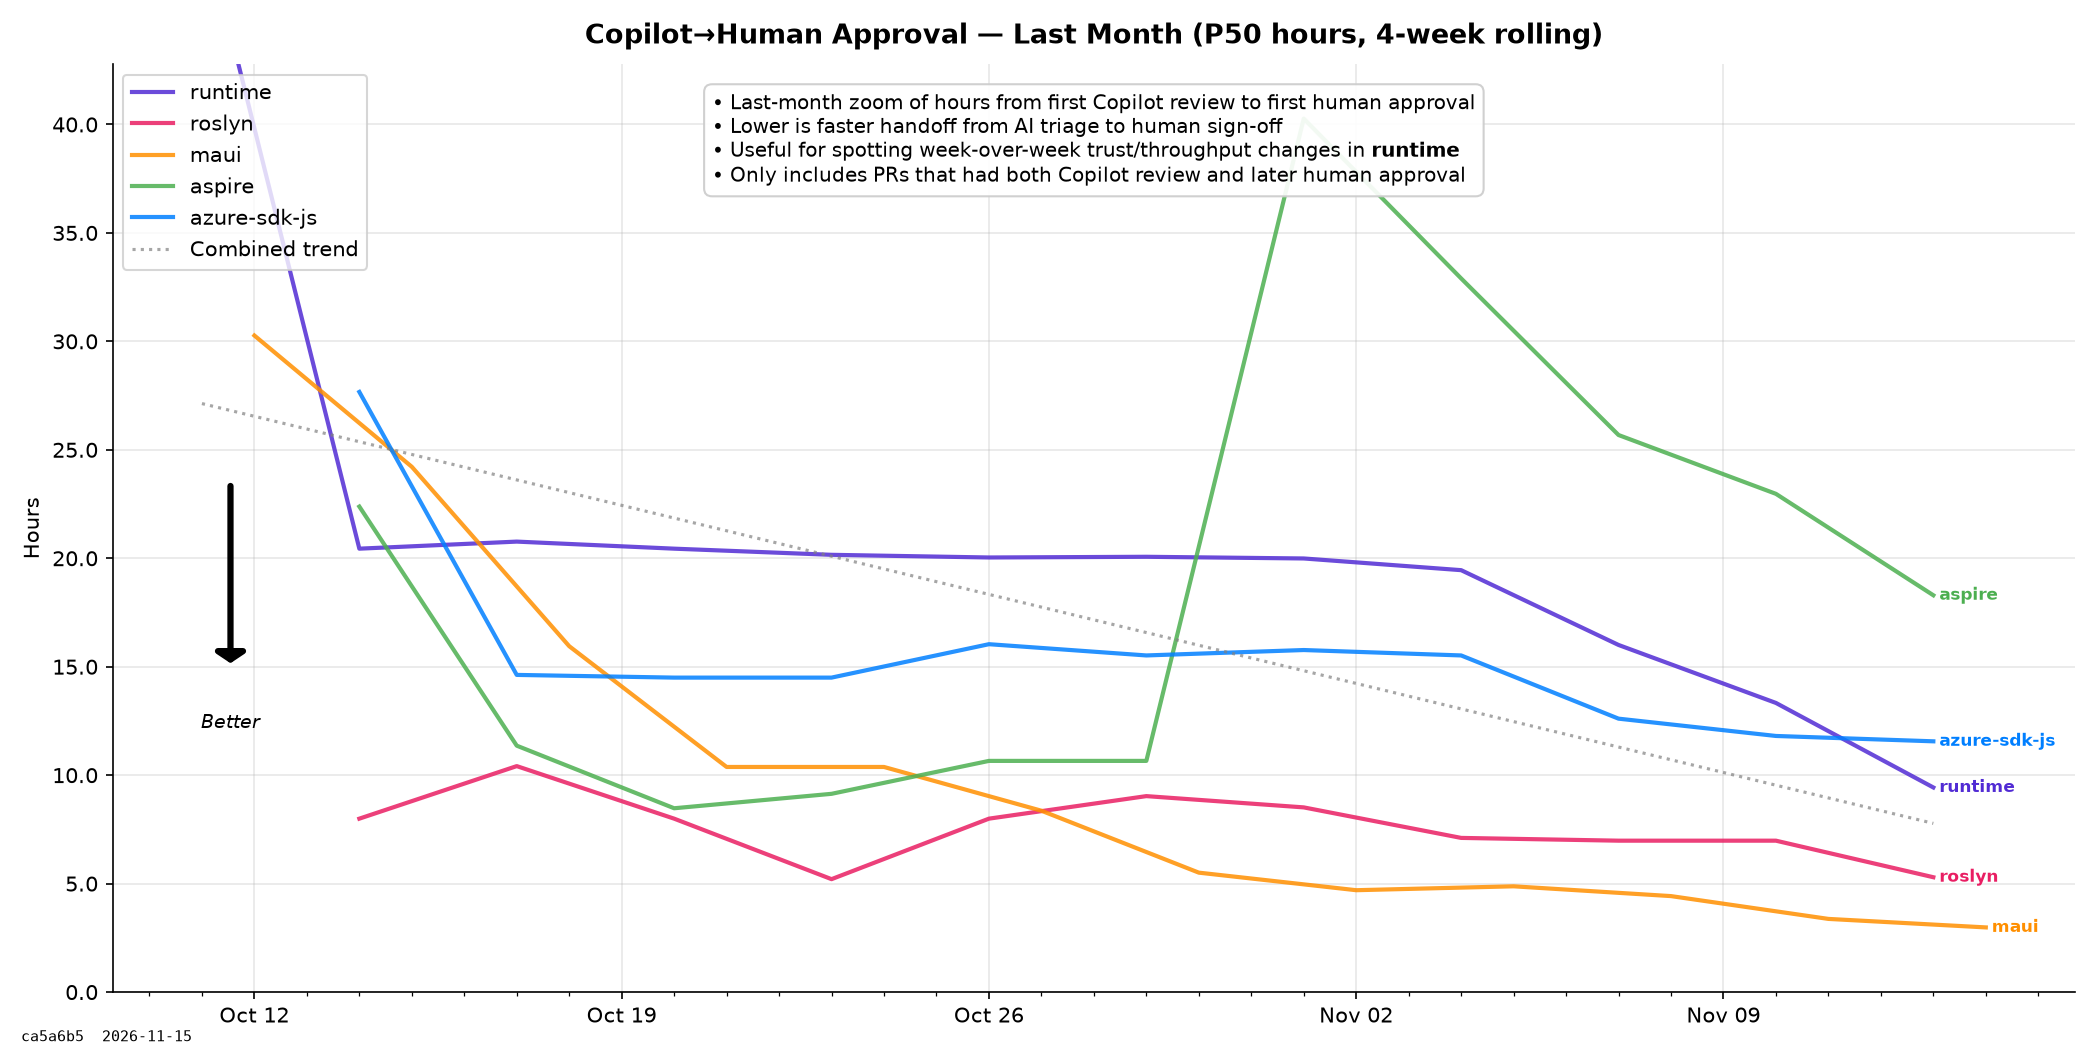 Copilot→Human Approval — Last Month (P50 hours, 4-week rolling)
runtime
roslyn
maui
aspire
azure-sdk-js
Combined trend
• Last-month zoom of hours from first Copilot review to first human approval
• Lower is faster handoff from AI triage to human sign-off
• Useful for spotting week-over-week trust/throughput changes in runtime
• Only includes PRs that had both Copilot review and later human approval
40.0
35.0
30.0
25.0
20.0
15.0
10.0
5.0
0.0
Hours
Better
aspire
azure-sdk-js
runtime
roslyn
maui
Oct 12
Oct 19
Oct 26
Nov 02
Nov 09
ca5a6b5 2026-11-15